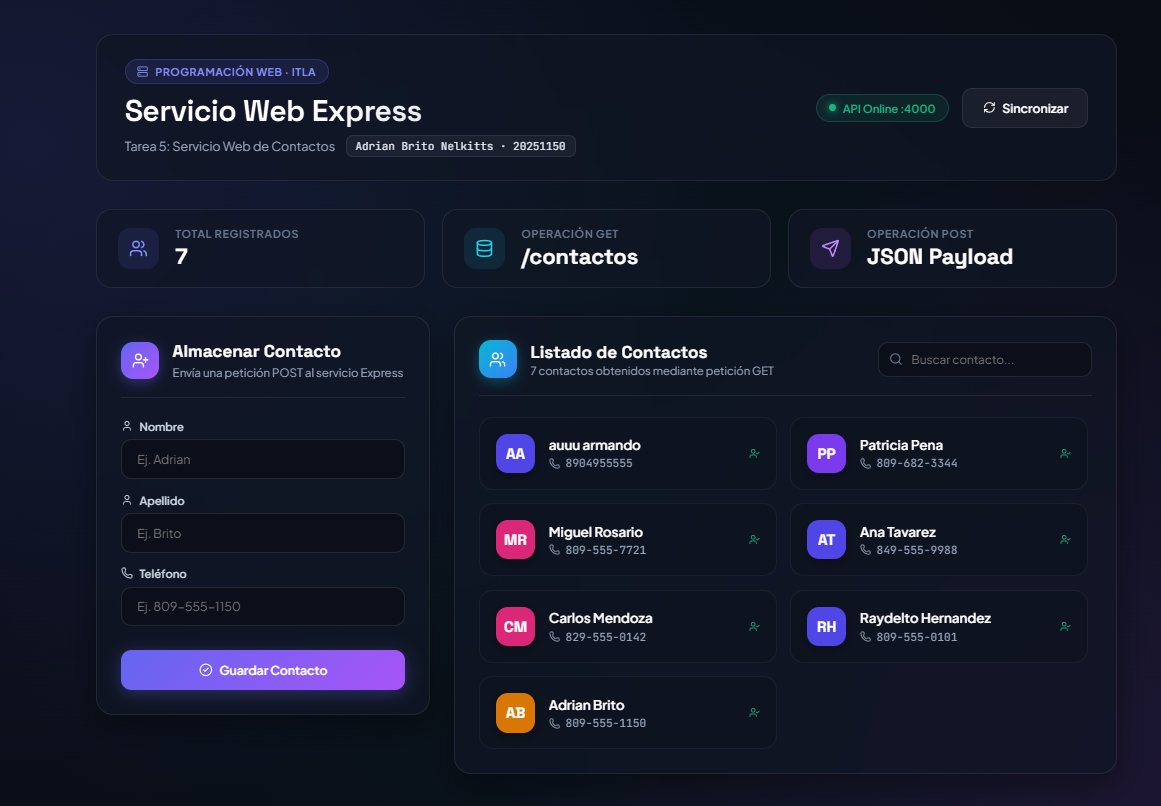 PROGRAMACIÓN WEB · ITLA
Servicio Web Express
Tarea 5: Servicio Web de Contactos
Adrian Brito Nelkitts · 20251150
API Online :4000
Sincronizar
TOTAL REGISTRADOS
7
OPERACIÓN GET
/contactos
OPERACIÓN POST
JSON Payload
Almacenar Contacto
Envía una petición POST al servicio Express
Nombre
Ej. Adrian
Apellido
Ej. Brito
Teléfono
Ej. 809-555-1150
Guardar Contacto
Listado de Contactos
7 contactos obtenidos mediante petición GET
Buscar contacto...
AA
auuu armando
8904955555
PP
Patricia Pena
809-682-3344
MR
Miguel Rosario
809-555-7721
AT
Ana Tavarez
849-555-9988
CM
Carlos Mendoza
829-555-0142
RH
Raydelto Hernandez
809-555-0101
AB
Adrian Brito
809-555-1150